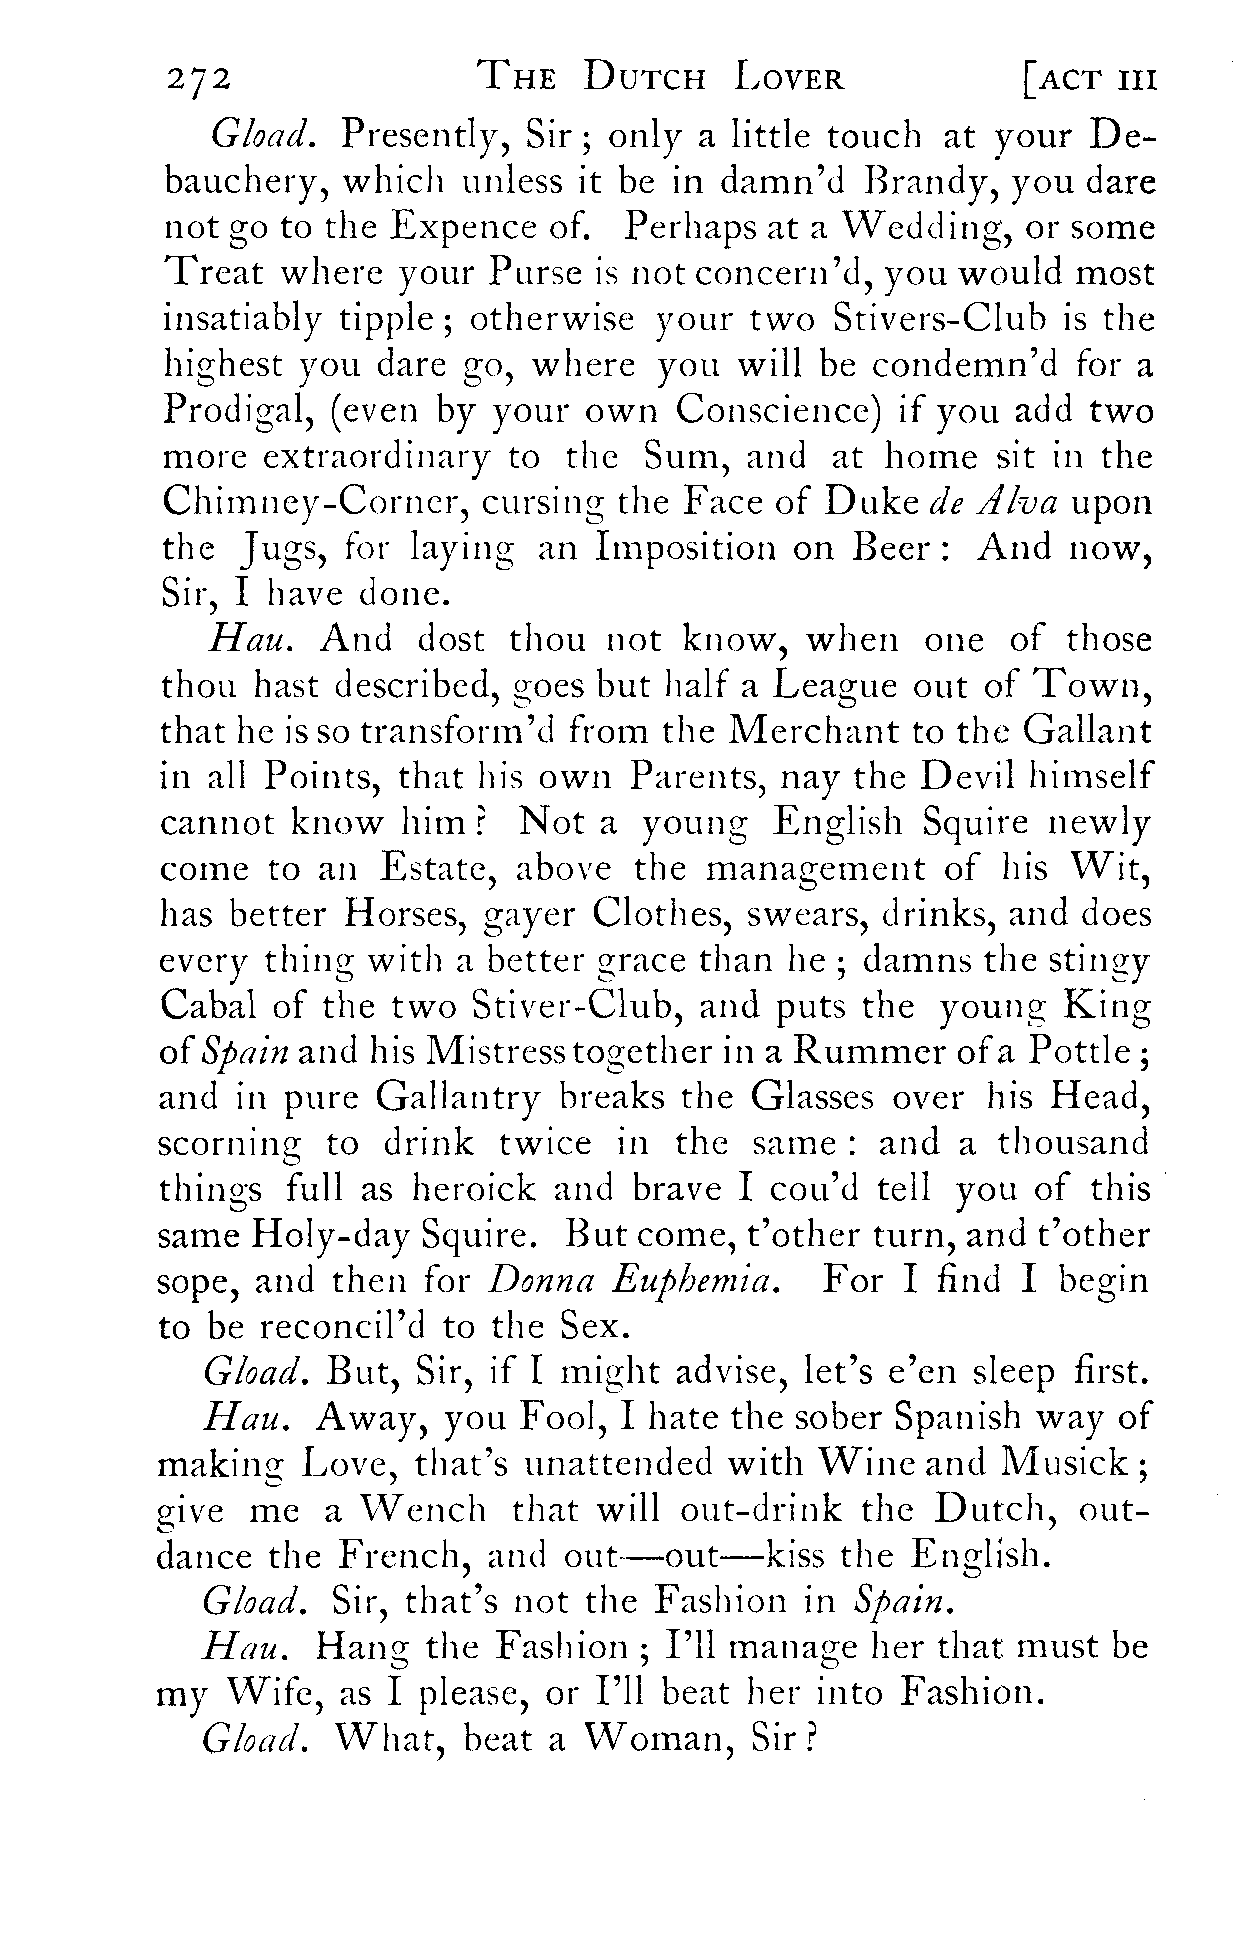 272 THE DUTCH LOVER [ACT III
Gload. Presently, Sir; only a little touch at your De-
bauchery, which unless it be in damn'd Brandy, you dare
not go to the Expence of. Perhaps at a Wedding, or some
Treat where your Purse is not concern'd, you would most
insatiably tipple; otherwise your two Stivers-Club is the
highest you dare go, where you will be condemn'd for a
Prodigal, (even by your own Conscience) if you add two
more extraordinary to the Sum, and at home sit in the
Chimney-Corner, cursing the Face of Duke de Alva upon
the Jugs, for laying an Imposition on Beer: And now,
Sir, I have done.
Hau. And dost thou not know, when one of those
thou hast described, goes but half a League out of Town,
that he is so transform'd from the Merchant to the Gallant
in all Points, that his own Parents, nay the Devil himself
cannot know him? Not a young English Squire newly
come to an Estate, above the management of his Wit,
has better Horses, gayer Clothes, swears, drinks, and does
every thing with a better grace than he; damns the stingy
Cabal of the two Stiver-Club, and puts the young King
of Spain and his Mistress together in a Rummer of a Pottle;
and in pure Gallantry breaks the Glasses over his Head,
scorning to drink twice in the same: and a thousand
things full as heroick and brave I cou'd tell you of this
same Holy-day Squire. But come, t'other turn, and t'other
sope, and then for Donna Euphemia. For I find I begin
to be reconcil'd to the Sex.
Gload. But, Sir, if I might advise, let's e'en sleep first.
Hau. Away, you Fool, I hate the sober Spanish way of
making Love, that's unattended with Wine and Musick;
give me a Wench that will out-drink the Dutch, out-
dance the French, and out—out—kiss the English.
Gload. Sir, that's not the Fashion in Spain.
Hau. Hang the Fashion; I'll manage her that must be
my Wife, as I please, or I'll beat her into Fashion.
Gload. What, beat a Woman, Sir?